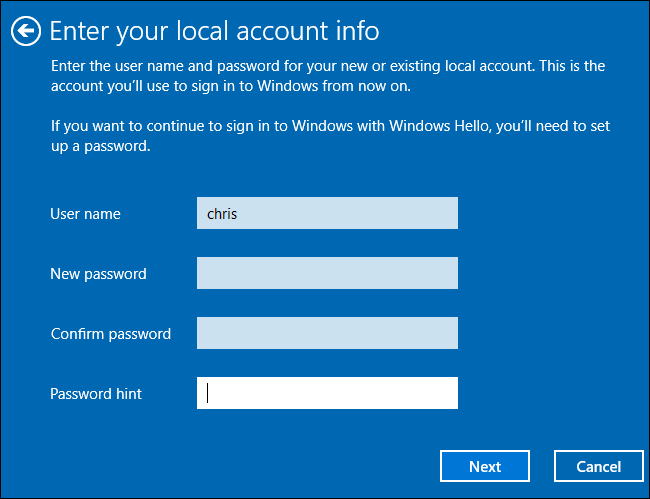 Enter your local account info
Enter the user name and password for your new or existing local account. This is the
account you'll use to sign in to Windows from now on.
If you want to continue to sign in to Windows with Windows Hello, you'll need to set
up a password.
User name
chris
New password
Confirm password
Password hint
Next
Cancel